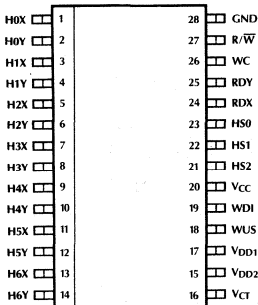 H0X 1 28 GND
H0Y 2 27 R/W̅
H1X 3 26 WC
H1Y 4 25 RDY
H2X 5 24 RDX
H2Y 6 23 HS0
H3X 7 22 HS1
H3Y 8 21 HS2
H4X 9 20 VCC
H4Y 10 19 WDI
H5X 11 18 WUS
H5Y 12 17 VDD1
H6X 13 15 VDD2
H6Y 14 16 VCT